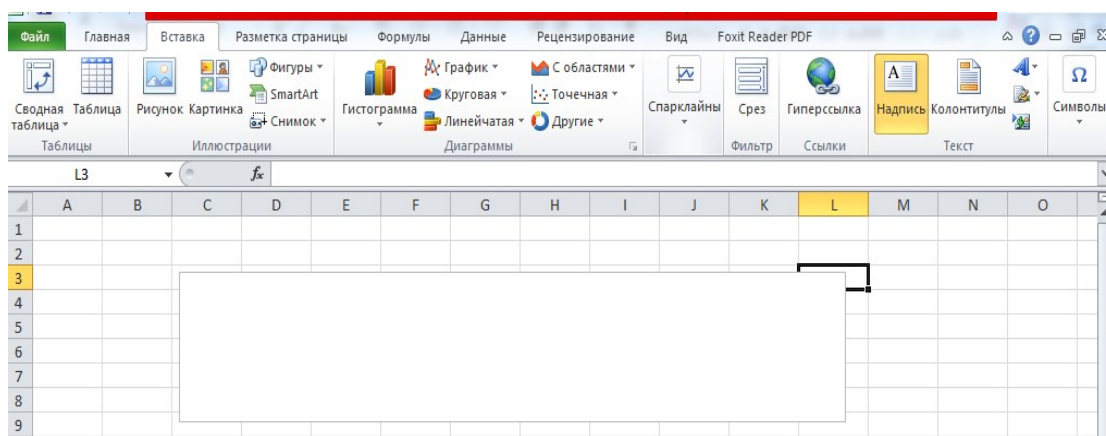 Файл Главная Вставка Разметка страницы Формулы Данные Рецензирование Вид Foxit Reader PDF
Сводная таблица Таблица Рисунок Картинка Фигуры SmartArt Снимок Гистограмма График Круговая Линейчатая С областями Точечная Другие Спарклайны Срез Гиперссылка Надпись Колонтитулы Символы
Таблицы Иллюстрации Диаграммы Фильтр Ссылки Текст
L3 fx
A B C D E F G H I J K L M N O
1
2
3
4
5
6
7
8
9